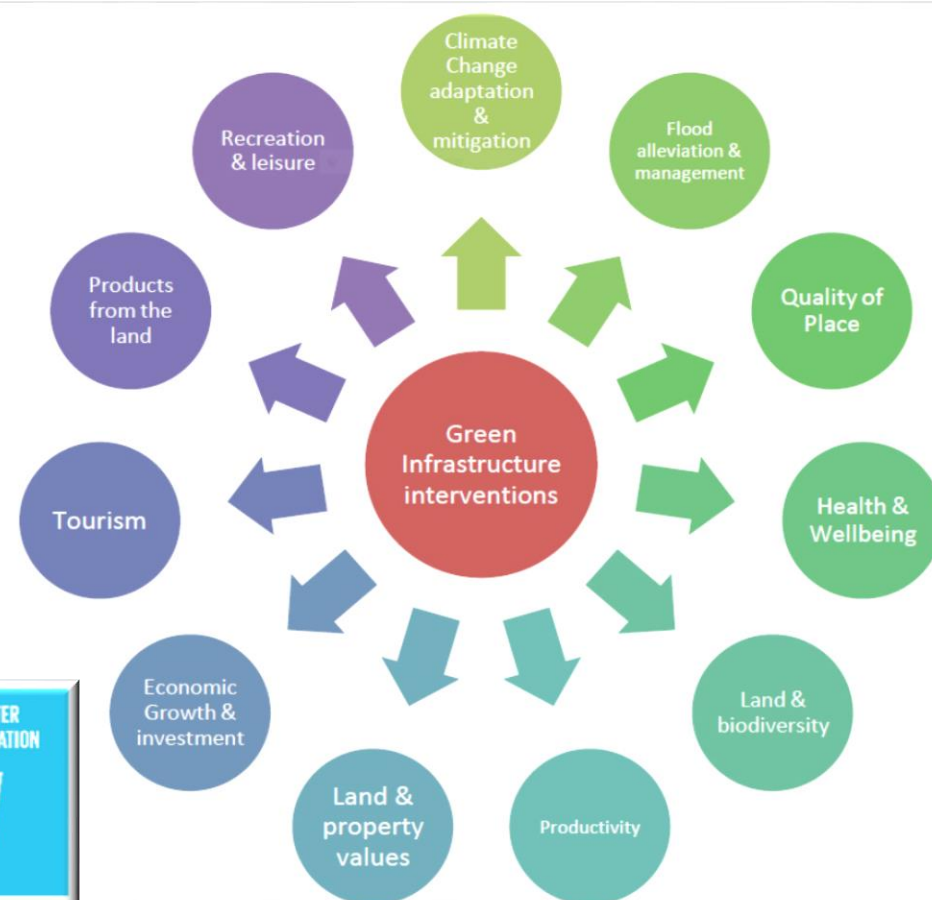 Climate
Change
adaptation
&
mitigation
Flood
alleviation &
management
Quality of
Place
Health &
Wellbeing
Land &
biodiversity
Productivity
Land &
property
values
Economic
Growth &
investment
Tourism
Products
from the
land
Recreation
& leisure
Green
Infrastructure
interventions